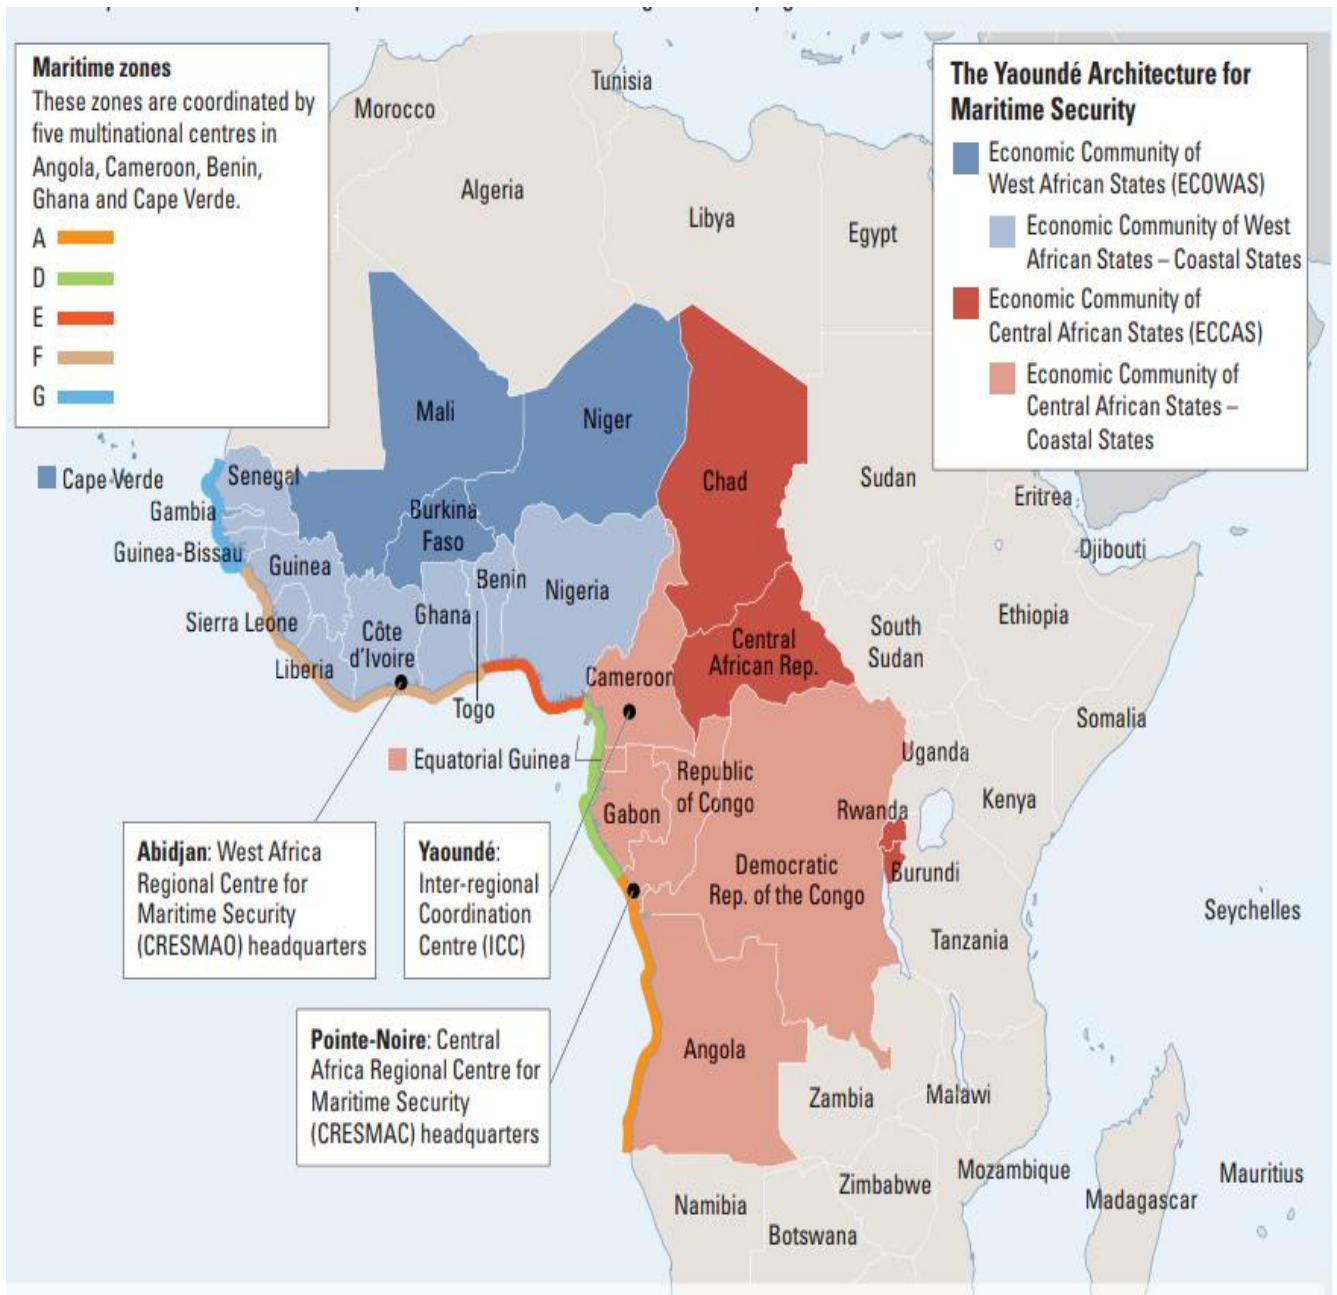 Maritime zones
These zones are coordinated by
five multinational centres in
Angola, Cameroon, Benin,
Ghana and Cape Verde.
A
D
E
F
G
The Yaoundé Architecture for
Maritime Security
Economic Community of
West African States (ECOWAS)
Economic Community of West
African States – Coastal States
Economic Community of
Central African States (ECCAS)
Economic Community of
Central African States –
Coastal States
Tunisia
Morocco
Algeria
Libya
Egypt
Mali
Niger
Chad
Sudan
Eritrea
Cape Verde
Senegal
Gambia
Burkina
Faso
Djibouti
Guinea-Bissau
Guinea
Benin
Nigeria
Ethiopia
Sierra Leone
Ghana
Côte
d'Ivoire
Central
African Rep.
South
Sudan
Liberia
Cameroon
Togo
Somalia
Equatorial Guinea
Republic
of Congo
Uganda
Gabon
Rwanda
Kenya
Democratic
Rep. of the Congo
Burundi
Seychelles
Tanzania
Abidjan: West Africa
Regional Centre for
Maritime Security
(CRESMAO) headquarters
Yaoundé:
Inter-regional
Coordination
Centre (ICC)
Pointe-Noire: Central
Africa Regional Centre for
Maritime Security
(CRESMAC) headquarters
Angola
Zambia
Malawi
Mozambique
Zimbabwe
Madagascar
Mauritius
Namibia
Botswana